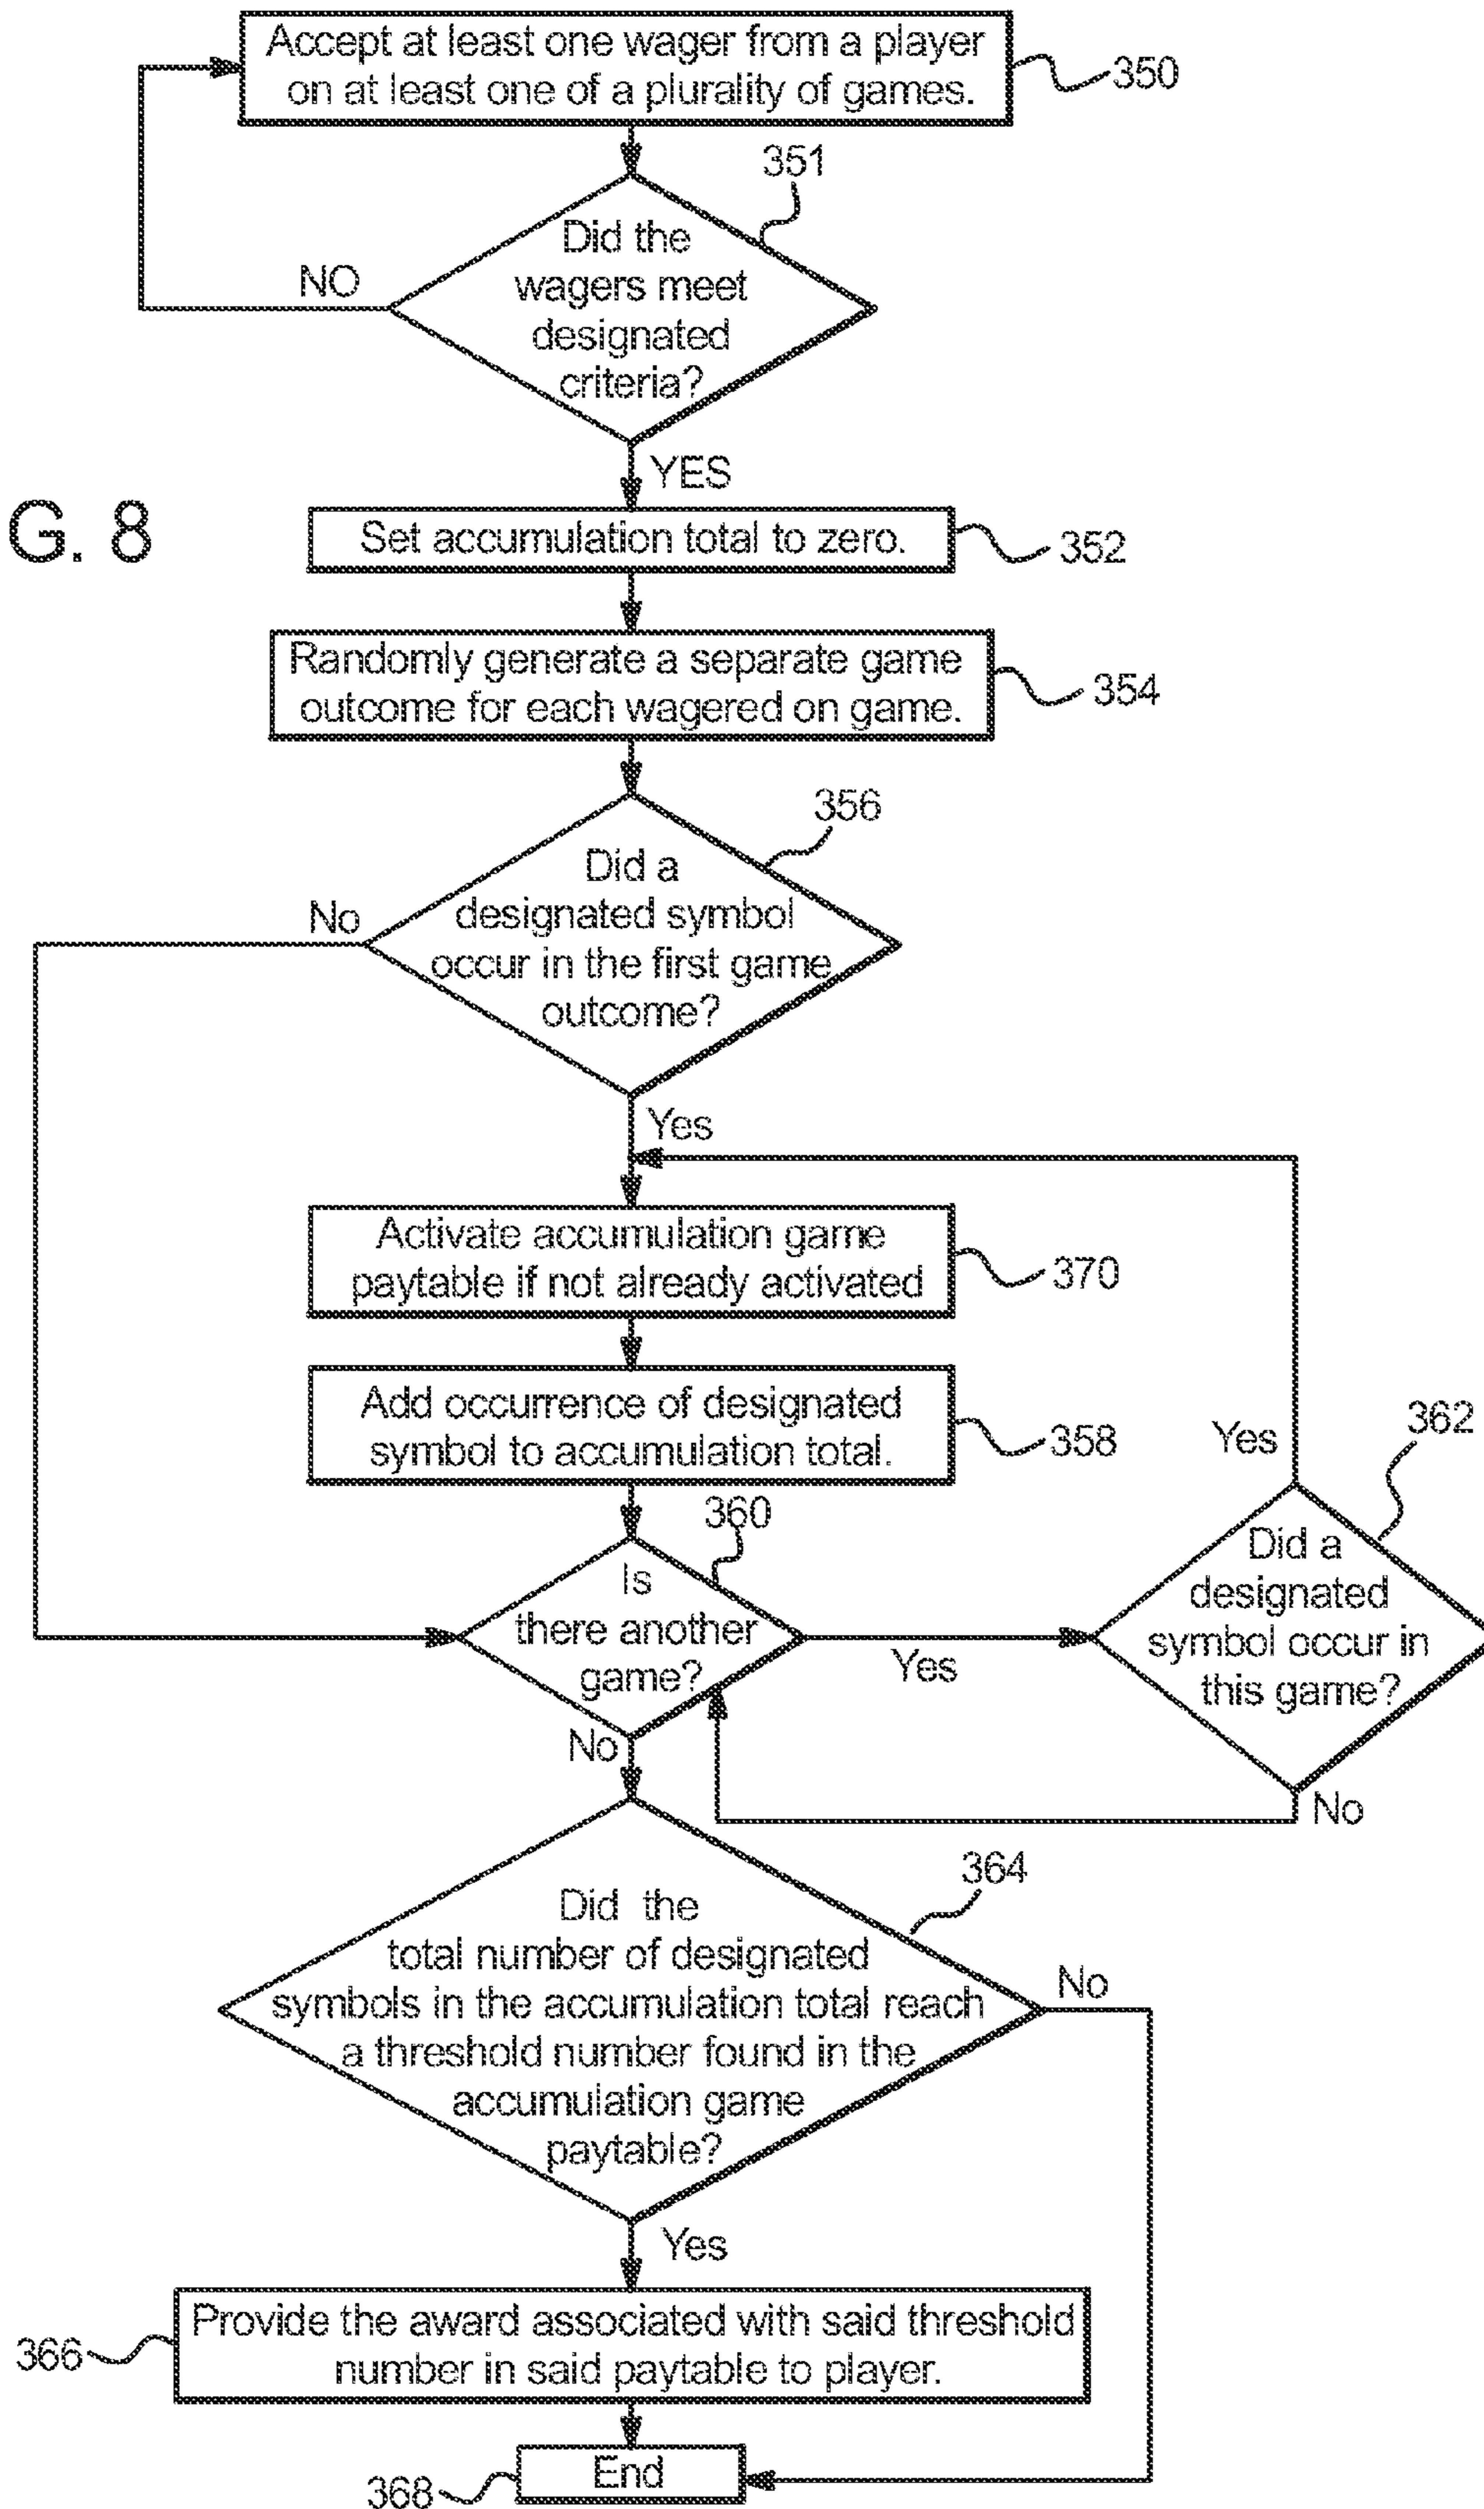 Accept at least one wager from a player
on at least one of a plurality of games.
350
351
Did the
wagers meet
designated
criteria?
NO
YES
G. 8
Set accumulation total to zero.
352
Randomly generate a separate game
outcome for each wagered on game.
354
356
Did a
designated symbol
occur in the first game
outcome?
No
Yes
Activate accumulation game
paytable if not already activated
370
Add occurrence of designated
symbol to accumulation total.
358
360
Is
there another
game?
Yes
No
362
Did a
designated
symbol occur in
this game?
Yes
No
364
Did the
total number of designated
symbols in the accumulation total reach
a threshold number found in the
accumulation game
paytable?
No
Yes
Provide the award associated with said threshold
number in said paytable to player.
366
End
368